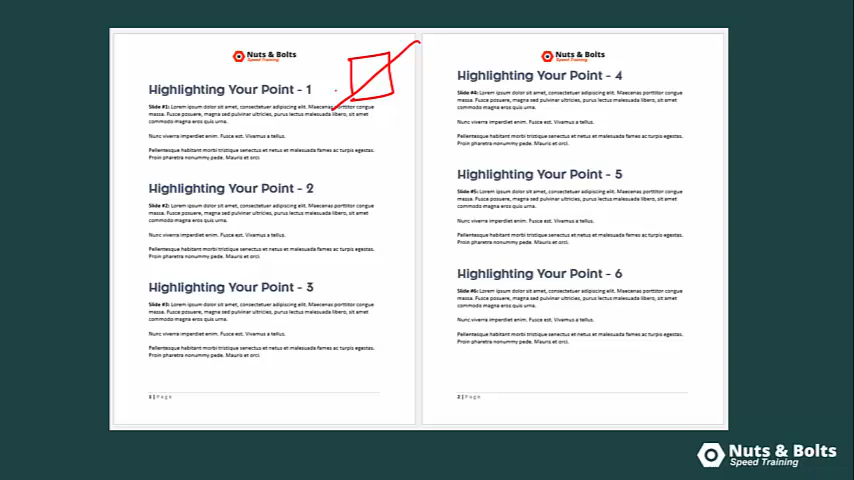 Nuts & Bolts
Speed Training
Highlighting Your Point - 1
Slide #1: Lorem ipsum dolor sit amet, consectetuer adipiscing elit. Maecenas porttitor congue
massa. Fusce posuere, magna sed pulvinar ultricies, purus lectus malesuada libero, sit amet
commodo magna eros quis urna.
Nunc viverra imperdiet enim. Fusce est. Vivamus a tellus.
Pellentesque habitant morbi tristique senectus et netus et malesuada fames ac turpis egestas.
Proin pharetra nonummy pede. Mauris et orci.
Highlighting Your Point - 2
Slide #2: Lorem ipsum dolor sit amet, consectetuer adipiscing elit. Maecenas porttitor congue
massa. Fusce posuere, magna sed pulvinar ultricies, purus lectus malesuada libero, sit amet
commodo magna eros quis urna.
Nunc viverra imperdiet enim. Fusce est. Vivamus a tellus.
Pellentesque habitant morbi tristique senectus et netus et malesuada fames ac turpis egestas.
Proin pharetra nonummy pede. Mauris et orci.
Highlighting Your Point - 3
Slide #3: Lorem ipsum dolor sit amet, consectetuer adipiscing elit. Maecenas porttitor congue
massa. Fusce posuere, magna sed pulvinar ultricies, purus lectus malesuada libero, sit amet
commodo magna eros quis urna.
Nunc viverra imperdiet enim. Fusce est. Vivamus a tellus.
Pellentesque habitant morbi tristique senectus et netus et malesuada fames ac turpis egestas.
Proin pharetra nonummy pede. Mauris et orci.
1 | Page
Nuts & Bolts
Speed Training
Highlighting Your Point - 4
Slide #4: Lorem ipsum dolor sit amet, consectetuer adipiscing elit. Maecenas porttitor congue
massa. Fusce posuere, magna sed pulvinar ultricies, purus lectus malesuada libero, sit amet
commodo magna eros quis urna.
Nunc viverra imperdiet enim. Fusce est. Vivamus a tellus.
Pellentesque habitant morbi tristique senectus et netus et malesuada fames ac turpis egestas.
Proin pharetra nonummy pede. Mauris et orci.
Highlighting Your Point - 5
Slide #5: Lorem ipsum dolor sit amet, consectetuer adipiscing elit. Maecenas porttitor congue
massa. Fusce posuere, magna sed pulvinar ultricies, purus lectus malesuada libero, sit amet
commodo magna eros quis urna.
Nunc viverra imperdiet enim. Fusce est. Vivamus a tellus.
Pellentesque habitant morbi tristique senectus et netus et malesuada fames ac turpis egestas.
Proin pharetra nonummy pede. Mauris et orci.
Highlighting Your Point - 6
Slide #6: Lorem ipsum dolor sit amet, consectetuer adipiscing elit. Maecenas porttitor congue
massa. Fusce posuere, magna sed pulvinar ultricies, purus lectus malesuada libero, sit amet
commodo magna eros quis urna.
Nunc viverra imperdiet enim. Fusce est. Vivamus a tellus.
Pellentesque habitant morbi tristique senectus et netus et malesuada fames ac turpis egestas.
Proin pharetra nonummy pede. Mauris et orci.
2 | Page
Nuts & Bolts
Speed Training